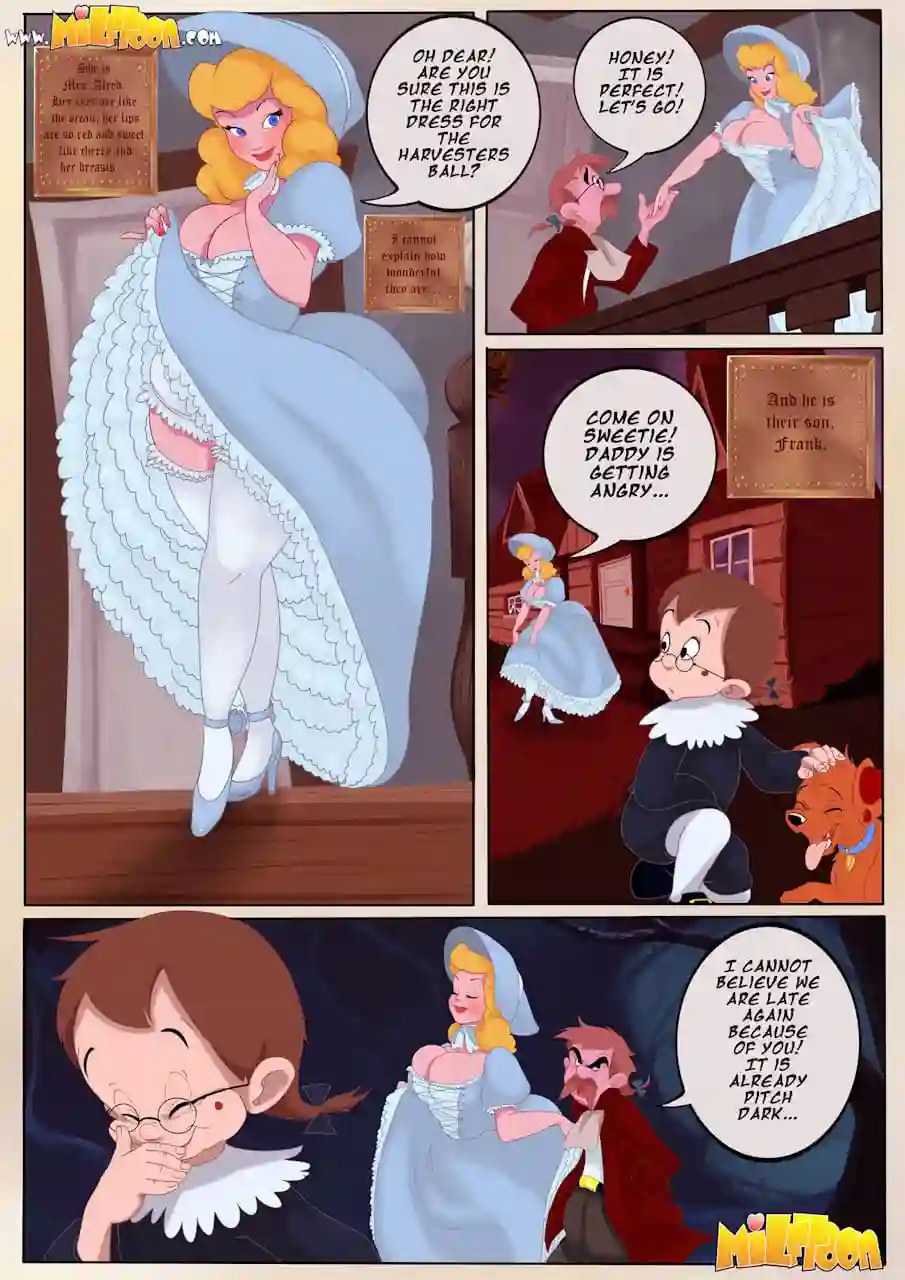 www.MILFTOON.com
She is
Mrs. Alred.
Her eyes are like
the ocean, her lips
are so red and sweet
like cherry and
her breasts
OH DEAR!
ARE YOU
SURE THIS IS
THE RIGHT
DRESS FOR
THE
HARVESTERS
BALL?
I cannot
explain how
wonderful
they are...
HONEY!
IT IS
PERFECT!
LET'S GO!
COME ON
SWEETIE!
DADDY IS
GETTING
ANGRY...
And he is
their son,
Frank.
I CANNOT
BELIEVE WE
ARE LATE
AGAIN
BECAUSE
OF YOU!
IT IS
ALREADY
PITCH
DARK...
MILFTOON